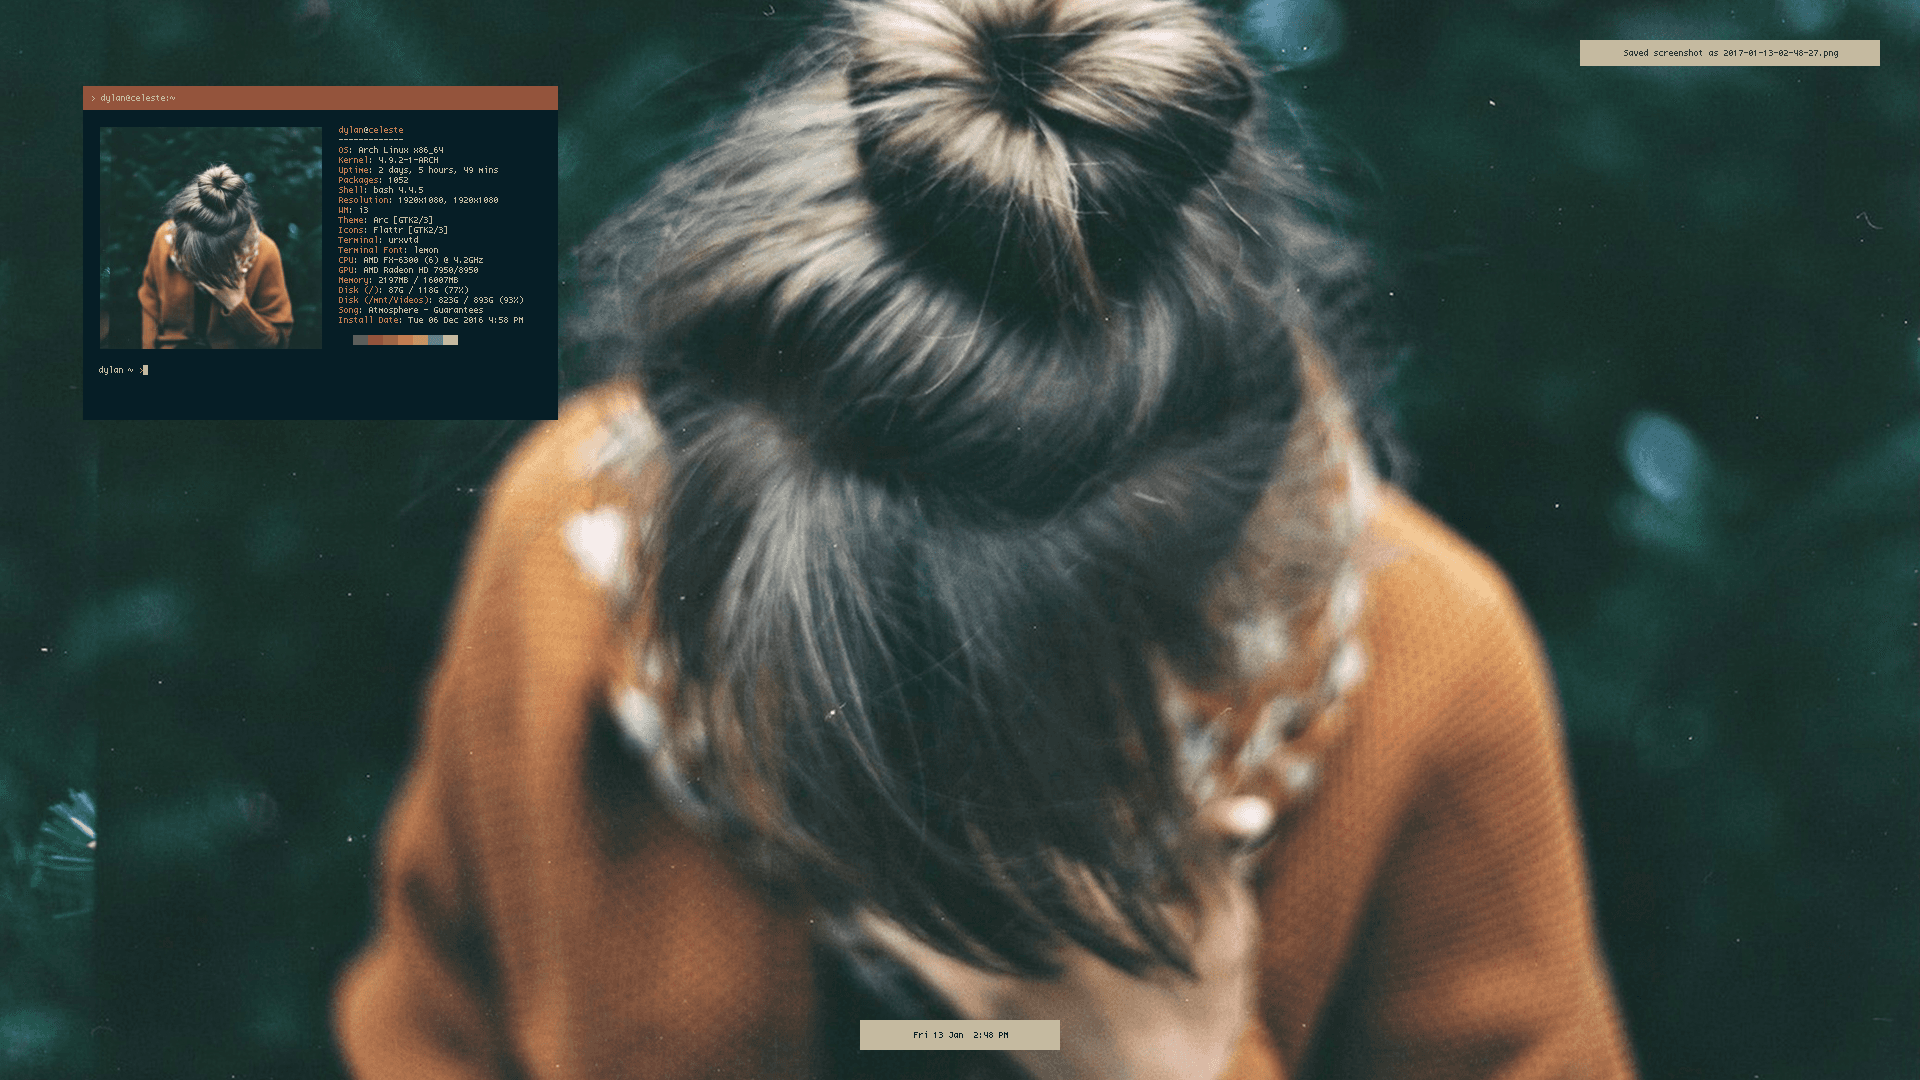 Saved screenshot as 2017-01-13-02-48-27.png
> dylan@celeste:~
dylan@celeste
-------------
OS: Arch Linux x86_64
Kernel: 4.9.2-1-ARCH
Uptime: 2 days, 5 hours, 49 mins
Packages: 1052
Shell: bash 4.4.5
Resolution: 1920x1080, 1920x1080
WM: i3
Theme: Arc [GTK2/3]
Icons: Flattr [GTK2/3]
Terminal: urxvtd
Terminal Font: lemon
CPU: AMD FX-6300 (6) @ 4.2GHz
GPU: AMD Radeon HD 7950/8950
Memory: 2197MB / 16007MB
Disk (/): 87G / 118G (77%)
Disk (/mnt/Videos): 823G / 893G (93%)
Song: Atmosphere - Guarantees
Install Date: Tue 06 Dec 2016 4:58 PM
dylan ~ >
Fri 13 Jan  2:48 PM